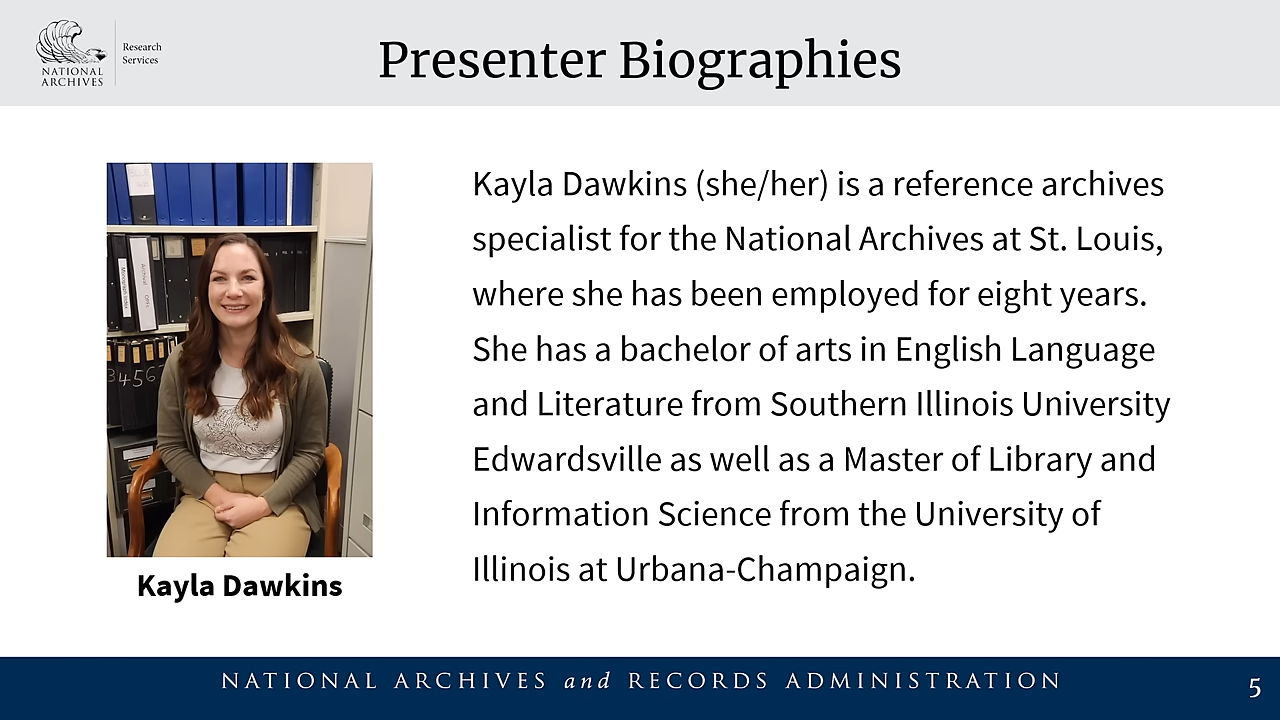 NATIONAL
ARCHIVES
Research
Services
Presenter Biographies
Kayla Dawkins (she/her) is a reference archives
specialist for the National Archives at St. Louis,
where she has been employed for eight years.
She has a bachelor of arts in English Language
and Literature from Southern Illinois University
Edwardsville as well as a Master of Library and
Information Science from the University of
Illinois at Urbana-Champaign.
3456
Kayla Dawkins
NATIONAL ARCHIVES and RECORDS ADMINISTRATION
5